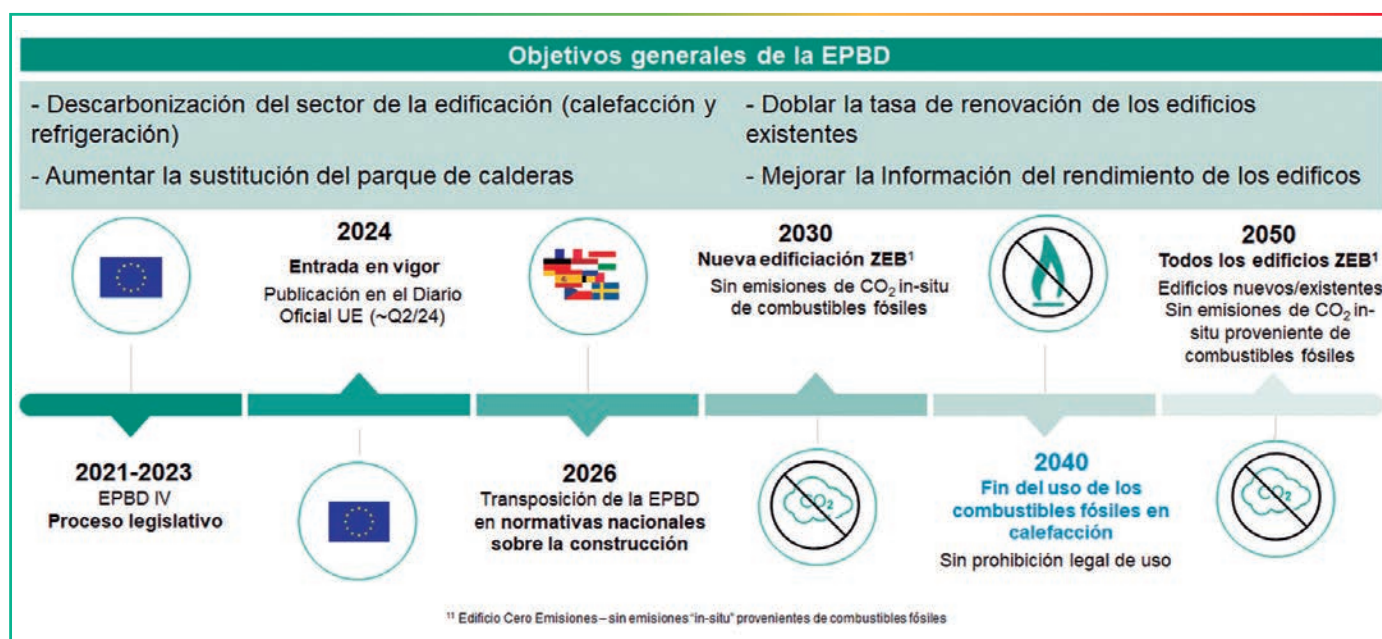 Objetivos generales de la EPBD
- Descarbonización del sector de la edificación (calefacción y
refrigeración)
- Aumentar la sustitución del parque de calderas
- Doblar la tasa de renovación de los edificios
existentes
- Mejorar la Información del rendimiento de los edificos
2021-2023
EPBD IV
Proceso legislativo
2024
Entrada en vigor
Publicación en el Diario
Oficial UE (~Q2/24)
2026
Transposición de la EPBD
en normativas nacionales
sobre la construcción
2030
Nueva edificiación ZEB¹
Sin emisiones de CO₂ in-situ
de combustibles fósiles
CO₂
2040
Fin del uso de los
combustibles fósiles en
calefacción
Sin prohibición legal de uso
2050
Todos los edificios ZEB¹
Edificios nuevos/existentes
Sin emisiones de CO₂ in-
situ proveniente de
combustibles fósiles
CO₂
¹¹ Edificio Cero Emisiones – sin emisiones "in-situ" provenientes de combustibles fósiles